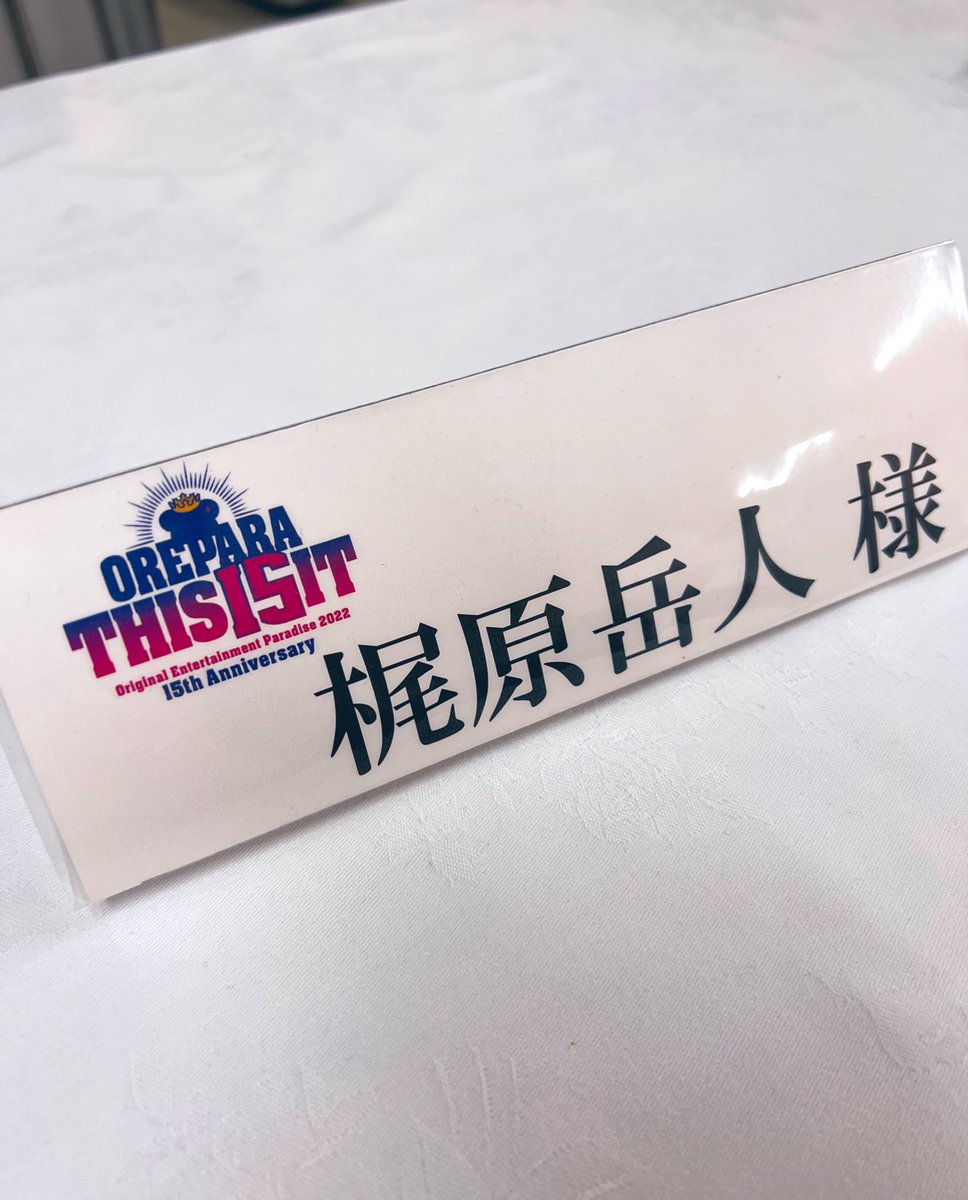 OREPARA
THIS IS IT
Original Entertainment Paradise 2022
15th Anniversary
梶原岳人 様